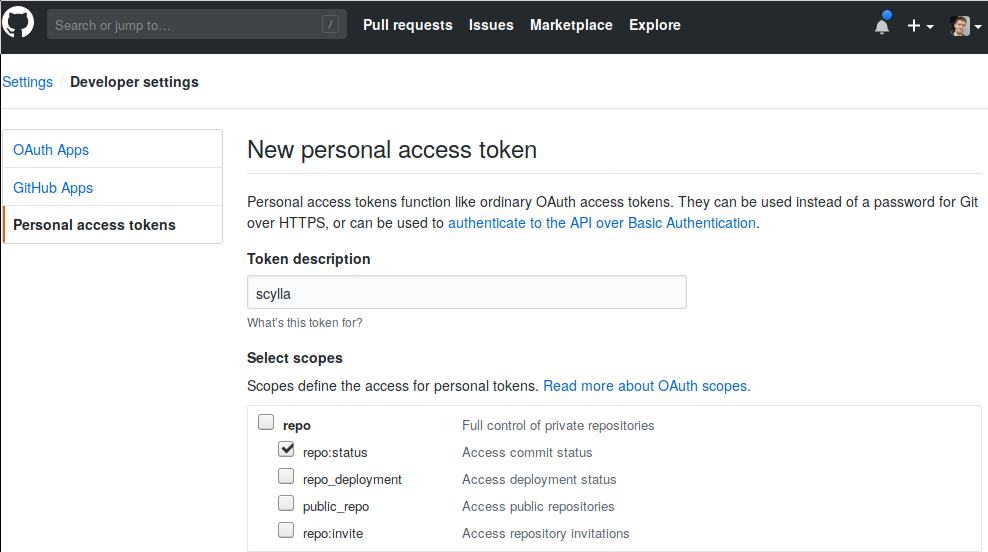 Search or jump to... / Pull requests Issues Marketplace Explore
Settings / Developer settings
OAuth Apps
GitHub Apps
Personal access tokens
New personal access token
Personal access tokens function like ordinary OAuth access tokens. They can be used instead of a password for Git
over HTTPS, or can be used to authenticate to the API over Basic Authentication.
Token description
scylla
What's this token for?
Select scopes
Scopes define the access for personal tokens. Read more about OAuth scopes.
repo Full control of private repositories
repo:status Access commit status
repo_deployment Access deployment status
public_repo Access public repositories
repo:invite Access repository invitations